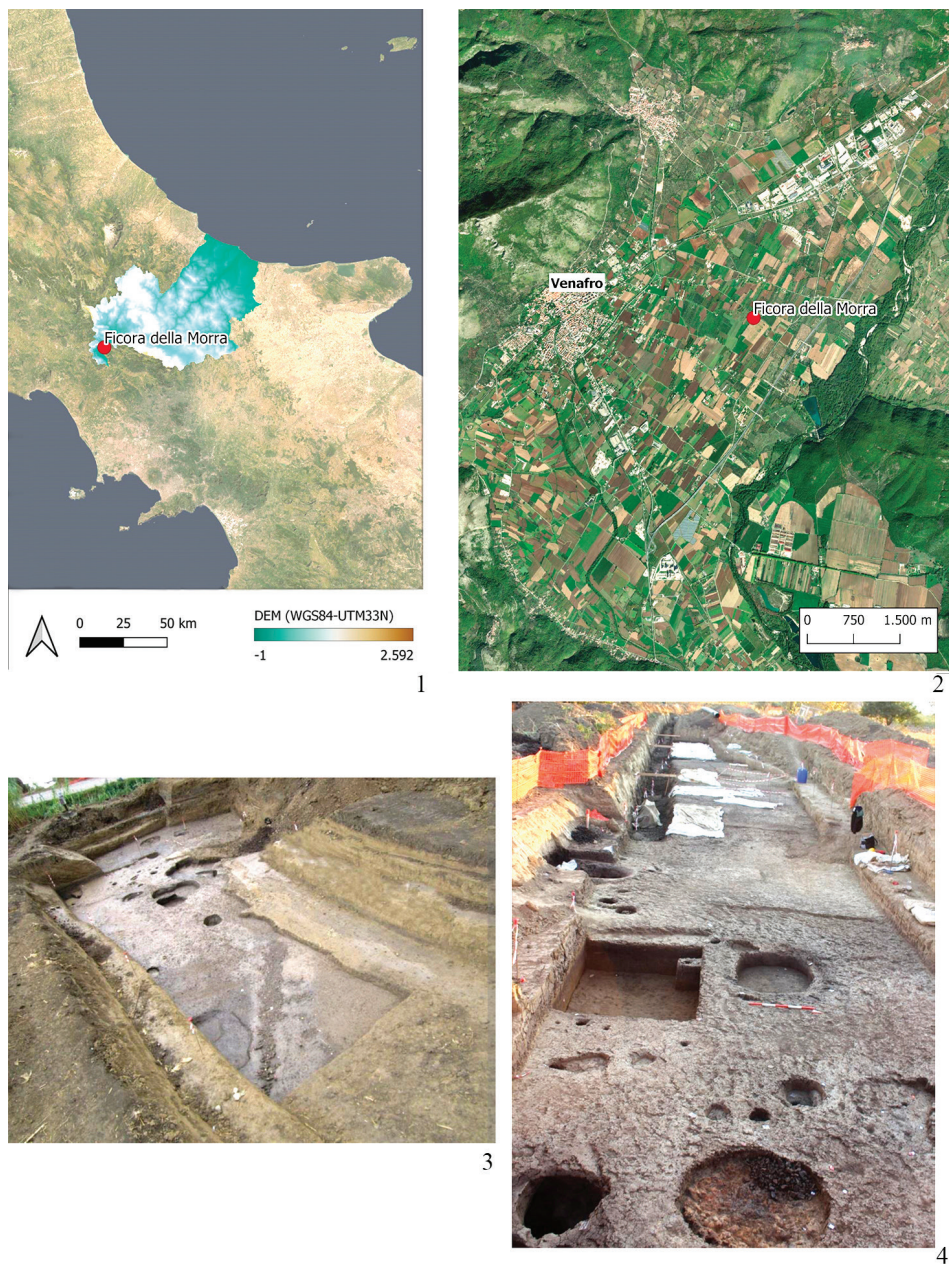 Ficora della Morra
0 25 50 km
DEM (WGS84-UTM33N)
-1 2.592
1
Venafro
Ficora della Morra
0 750 1.500 m
2
3
4